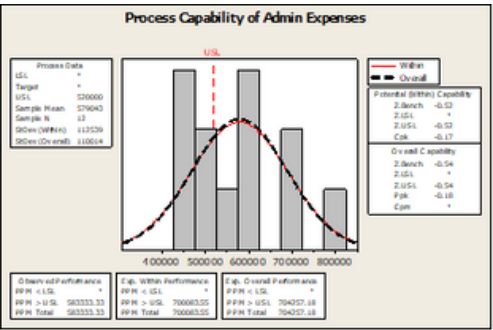 Process Capability of Admin Expenses
USL
Process Data
LSL *
Target *
USL 520000
Sample Mean 579043
Sample N 12
StDev (Within) 112539
StDev (Overall) 110014
Within
Overall
Potential (Within) Capability
Z.Bench -0.52
Z.LSL *
Z.USL -0.52
Cpk -0.17
Overall Capability
Z.Bench -0.54
Z.LSL *
Z.USL -0.54
Ppk -0.18
Cpm *
400000 500000 600000 700000 800000
Observed Performance
PPM < LSL *
PPM > USL 583333.33
PPM Total 583333.33
Exp. Within Performance
PPM < LSL *
PPM > USL 700083.55
PPM Total 700083.55
Exp. Overall Performance
PPM < LSL *
PPM > USL 704257.18
PPM Total 704257.18